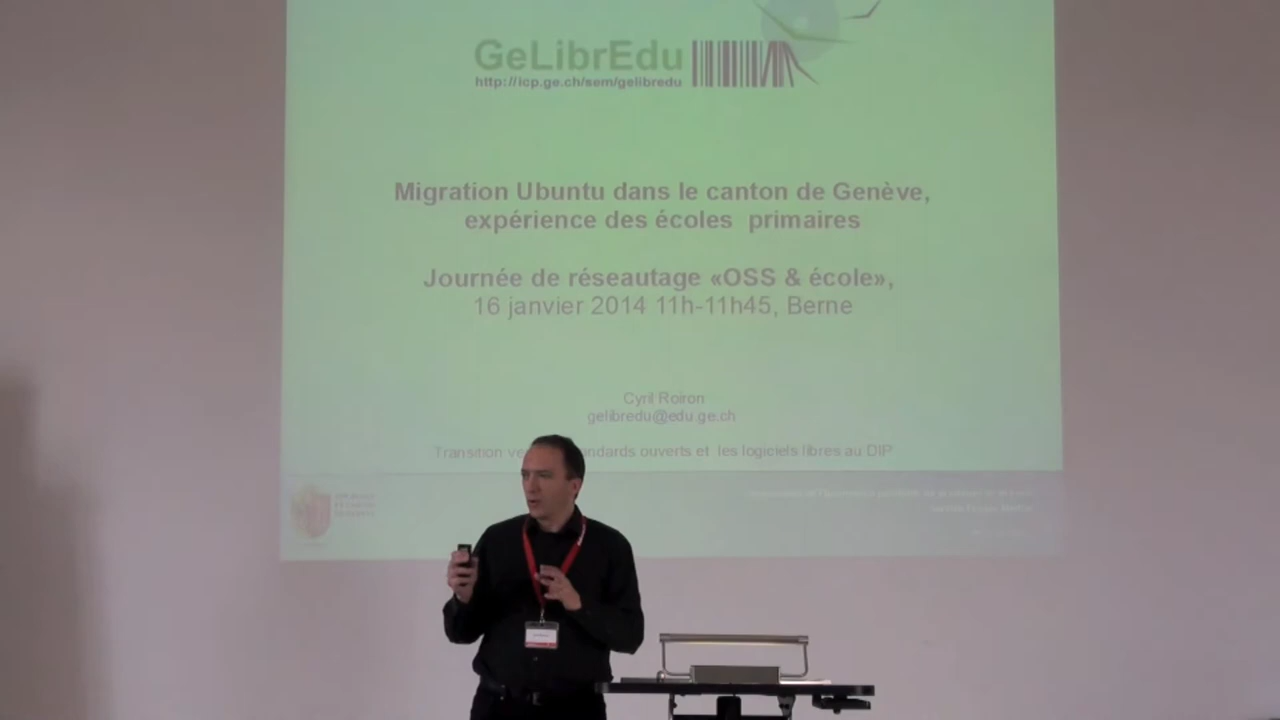 GeLibrEdu
http://icp.ge.ch/sem/gelibredu
Migration Ubuntu dans le canton de Genève,
expérience des écoles primaires
Journée de réseautage «OSS & école»,
16 janvier 2014 11h-11h45, Berne
Cyril Roiron
gelibredu@edu.ge.ch
Transition andards ouverts et les logiciels libres au DIP